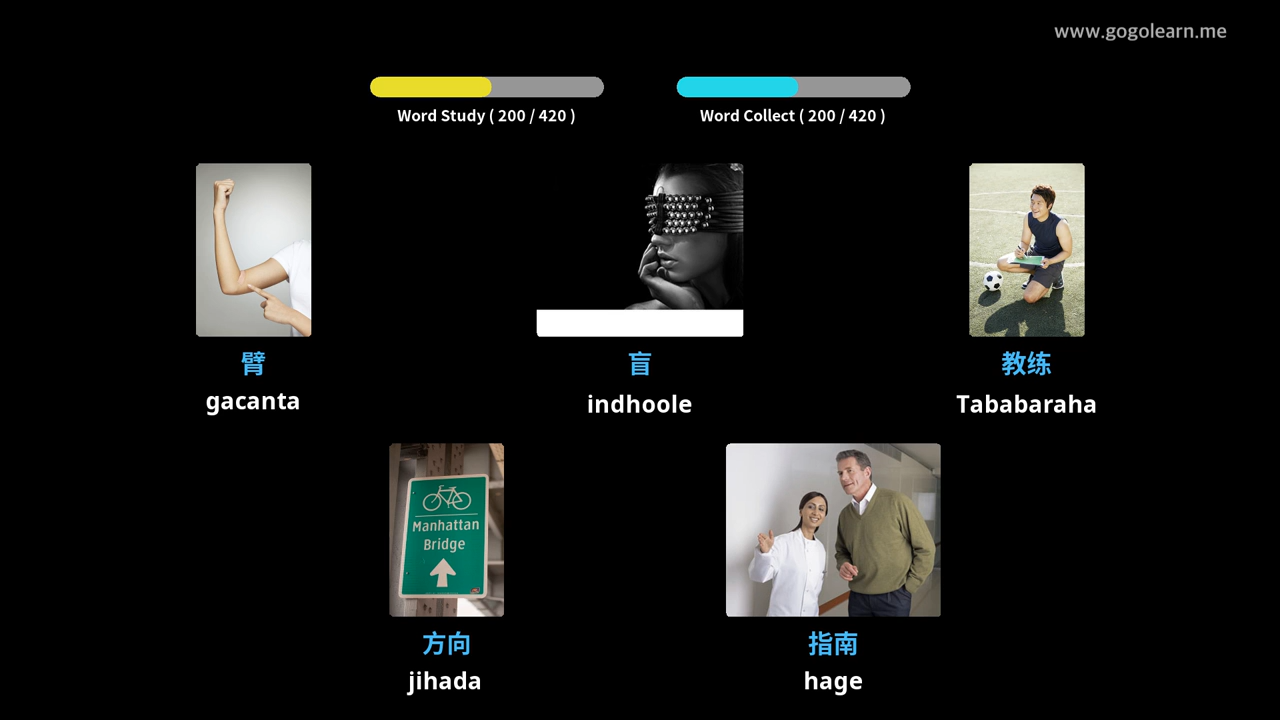 www.gogolearn.me
Word Study ( 200 / 420 )
Word Collect ( 200 / 420 )
臂
gacanta
盲
indhoole
教练
Tababaraha
Manhattan
Bridge
方向
jihada
指南
hage